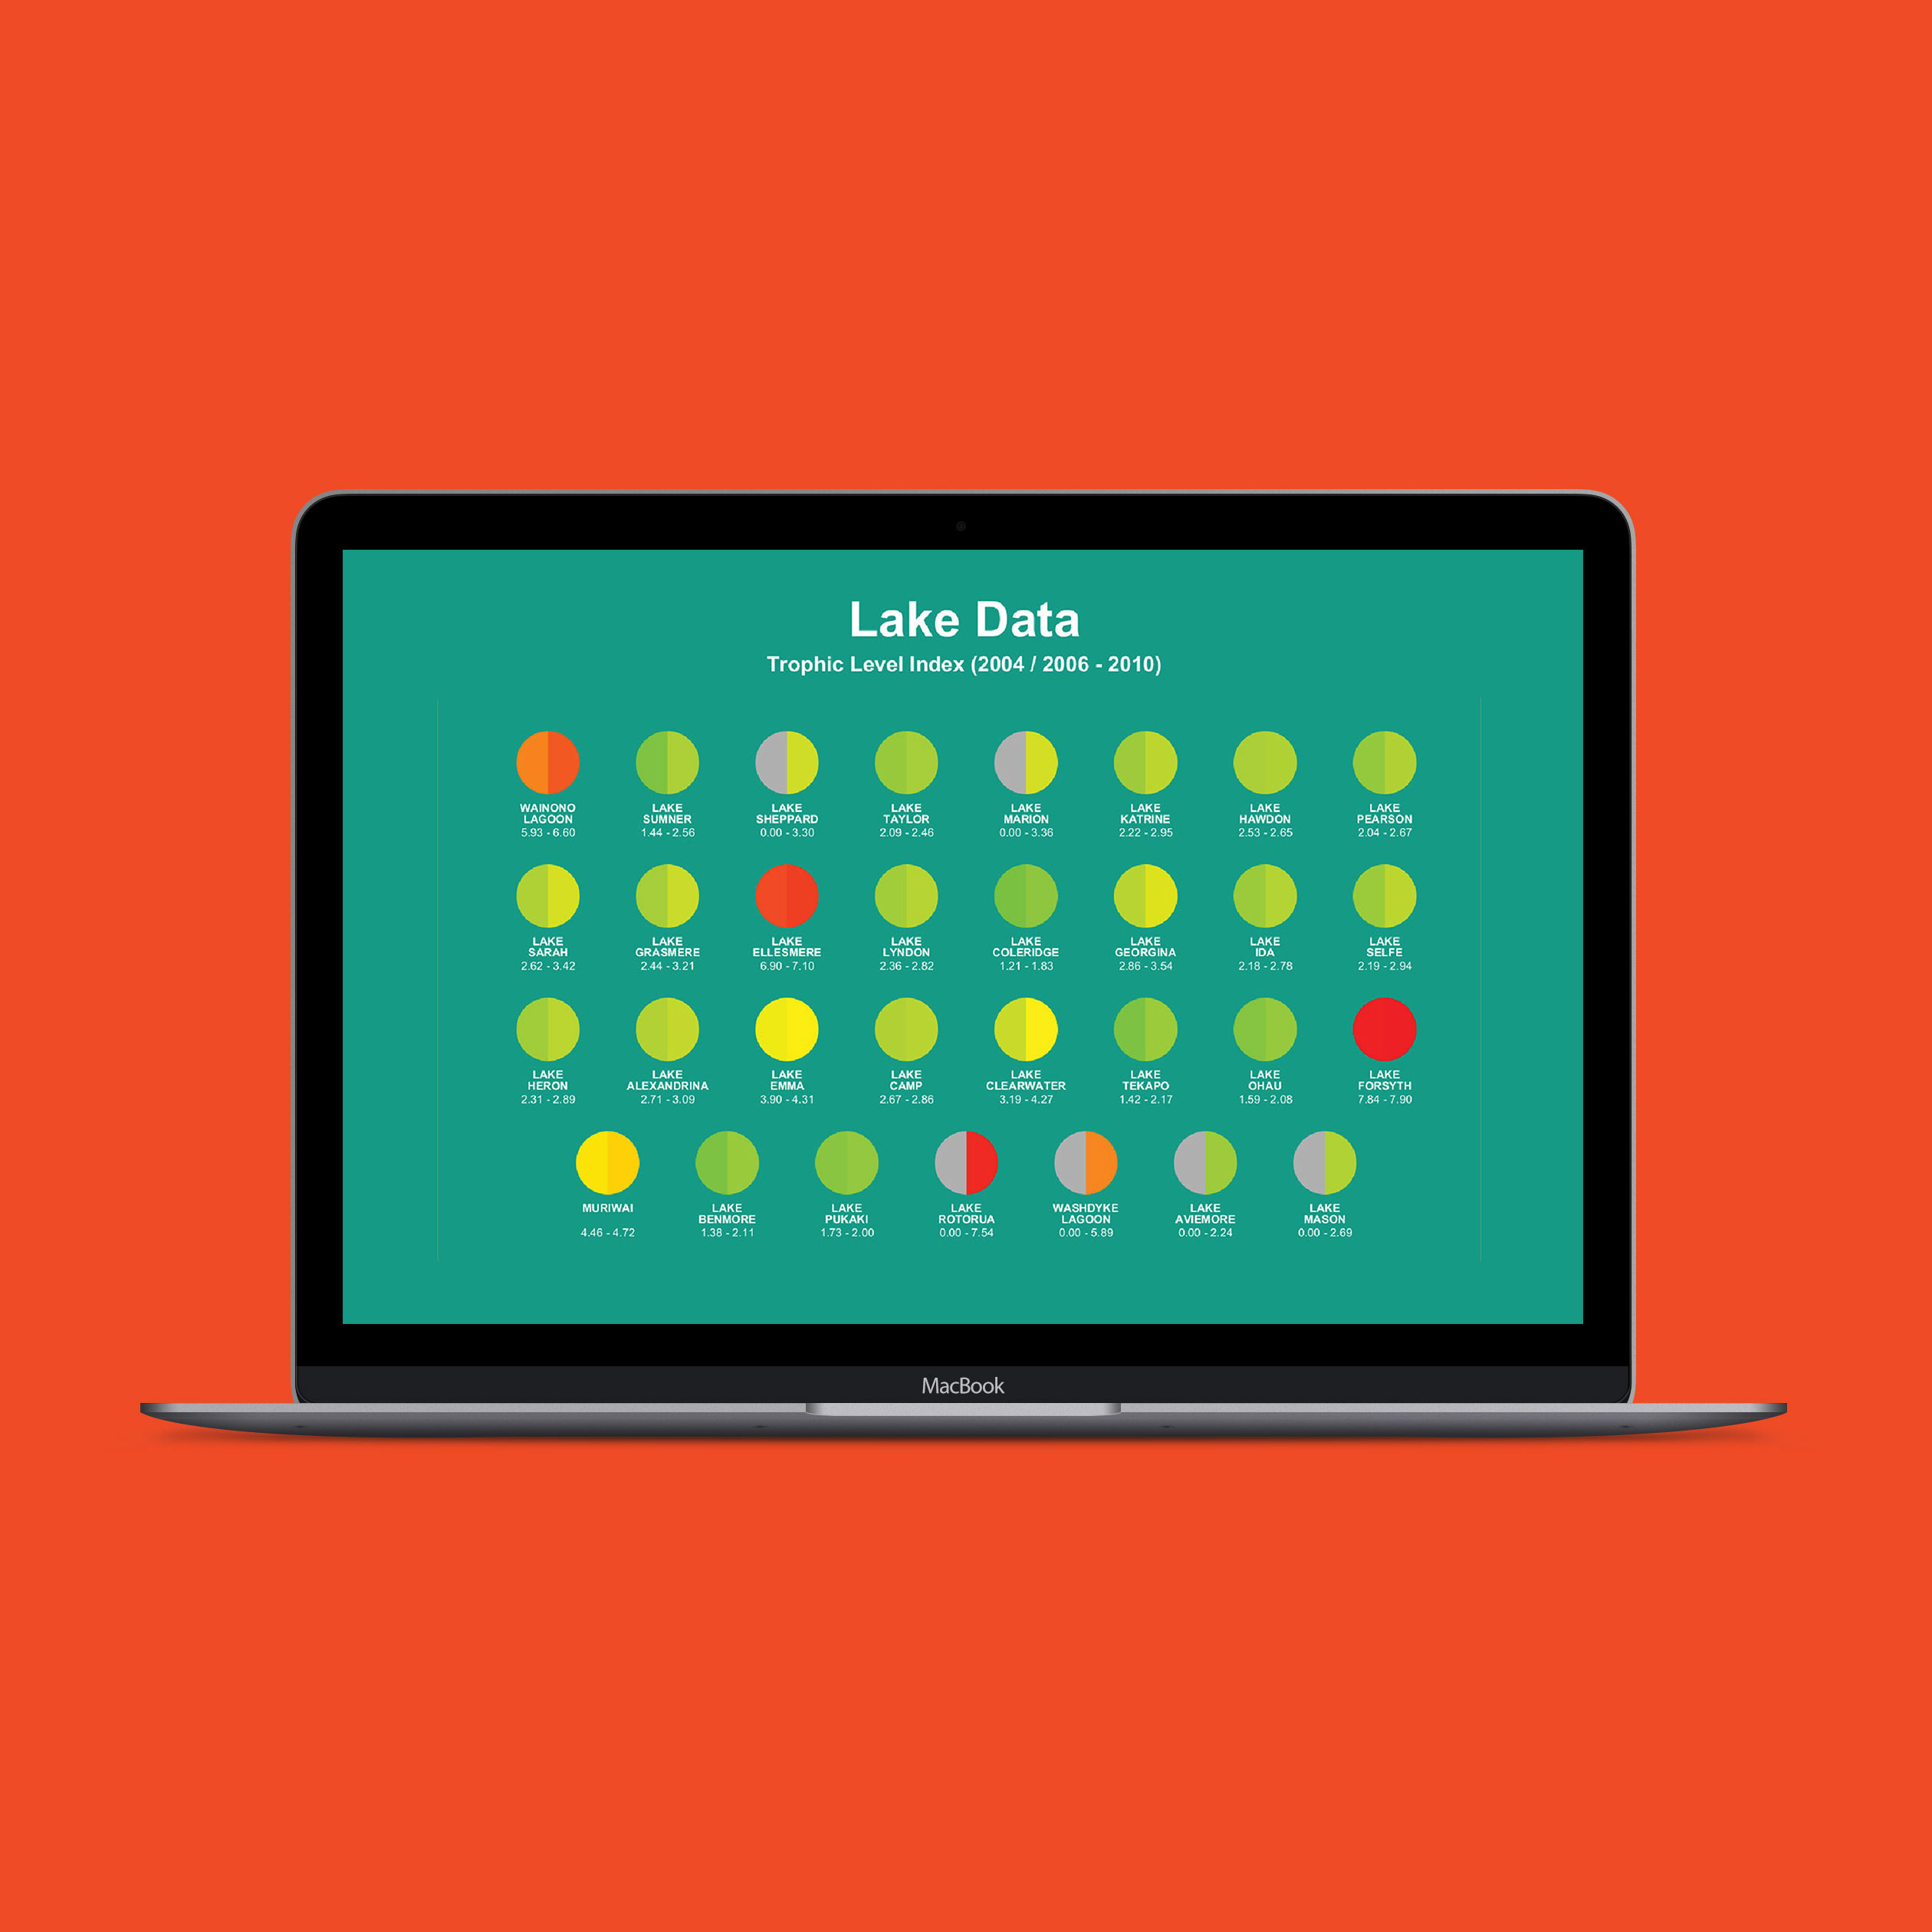 Lake Data
Trophic Level Index (2004 / 2006 - 2010)
WAINONO
LAGOON
5.93 - 6.60
LAKE
SUMNER
1.44 - 2.56
LAKE
SHEPPARD
0.00 - 3.30
LAKE
TAYLOR
2.09 - 2.46
LAKE
MARION
0.00 - 3.36
LAKE
KATRINE
2.22 - 2.95
LAKE
HAWDON
2.53 - 2.65
LAKE
PEARSON
2.04 - 2.67
LAKE
SARAH
2.62 - 3.42
LAKE
GRASMERE
2.44 - 3.21
LAKE
ELLESMERE
6.90 - 7.10
LAKE
LYNDON
2.36 - 2.82
LAKE
COLERIDGE
1.21 - 1.83
LAKE
GEORGINA
2.86 - 3.54
LAKE
IDA
2.18 - 2.78
LAKE
SELFE
2.19 - 2.94
LAKE
HERON
2.31 - 2.89
LAKE
ALEXANDRINA
2.71 - 3.09
LAKE
EMMA
3.90 - 4.31
LAKE
CAMP
2.67 - 2.86
LAKE
CLEARWATER
3.19 - 4.27
LAKE
TEKAPO
1.42 - 2.17
LAKE
OHAU
1.59 - 2.08
LAKE
FORSYTH
7.84 - 7.90
MURIWAI
4.46 - 4.72
LAKE
BENMORE
1.38 - 2.11
LAKE
PUKAKI
1.73 - 2.00
LAKE
ROTORUA
0.00 - 7.54
WASHDYKE
LAGOON
0.00 - 5.89
LAKE
AVIEMORE
0.00 - 2.24
LAKE
MASON
0.00 - 2.69
MacBook